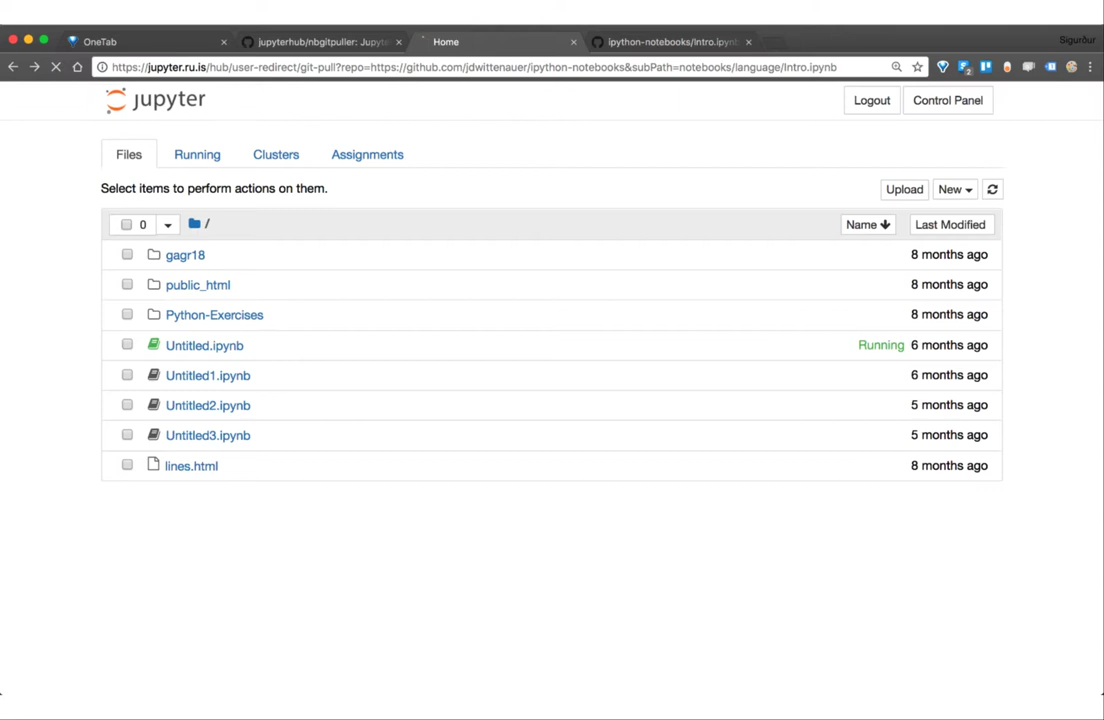 OneTab
jupyterhub/nbgitpuller: Jupyte
Home
ipython-notebooks/Intro.ipynb
Sigurður
https://jupyter.ru.is/hub/user-redirect/git-pull?repo=https://github.com/jdwittenauer/ipython-notebooks&subPath=notebooks/language/Intro.ipynb
2
jupyter
Logout
Control Panel
Files
Running
Clusters
Assignments
Select items to perform actions on them.
Upload
New
0
/
Name
Last Modified
gagr18
8 months ago
public_html
8 months ago
Python-Exercises
8 months ago
Untitled.ipynb
Running
6 months ago
Untitled1.ipynb
6 months ago
Untitled2.ipynb
5 months ago
Untitled3.ipynb
5 months ago
lines.html
8 months ago